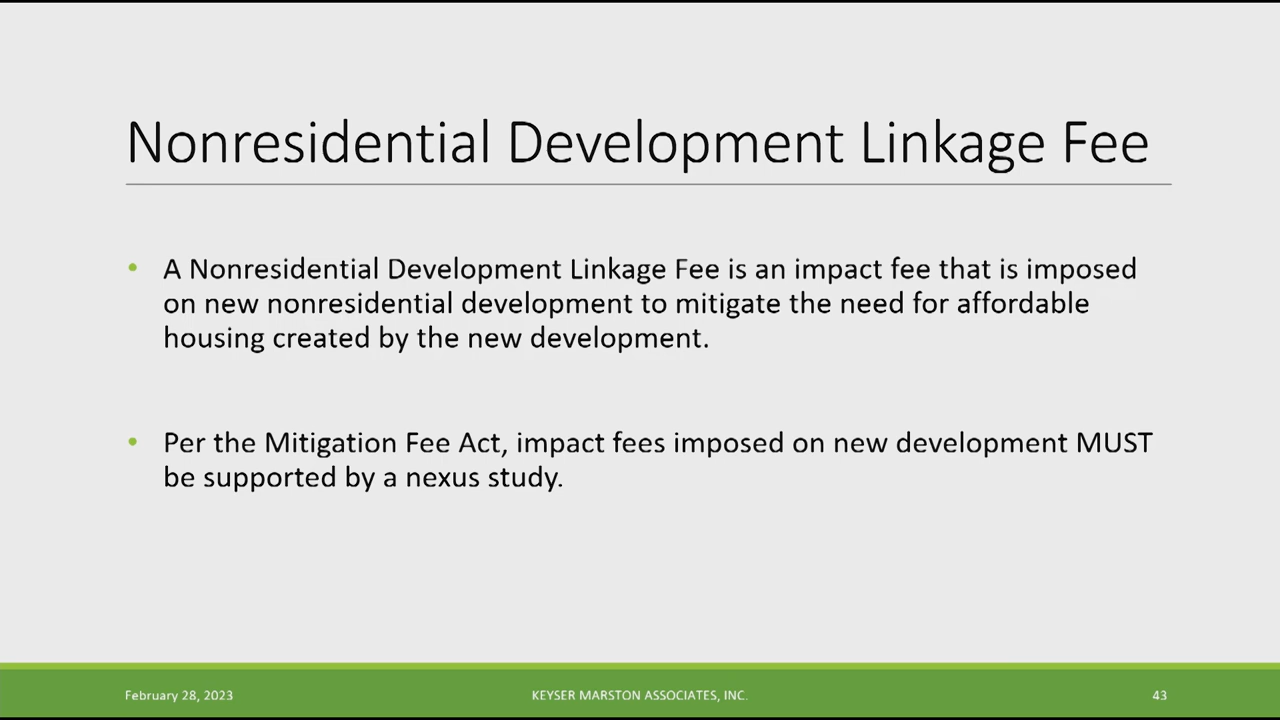 Nonresidential Development Linkage Fee
• A Nonresidential Development Linkage Fee is an impact fee that is imposed
on new nonresidential development to mitigate the need for affordable
housing created by the new development.
• Per the Mitigation Fee Act, impact fees imposed on new development MUST
be supported by a nexus study.
February 28, 2023
KEYSER MARSTON ASSOCIATES, INC.
43